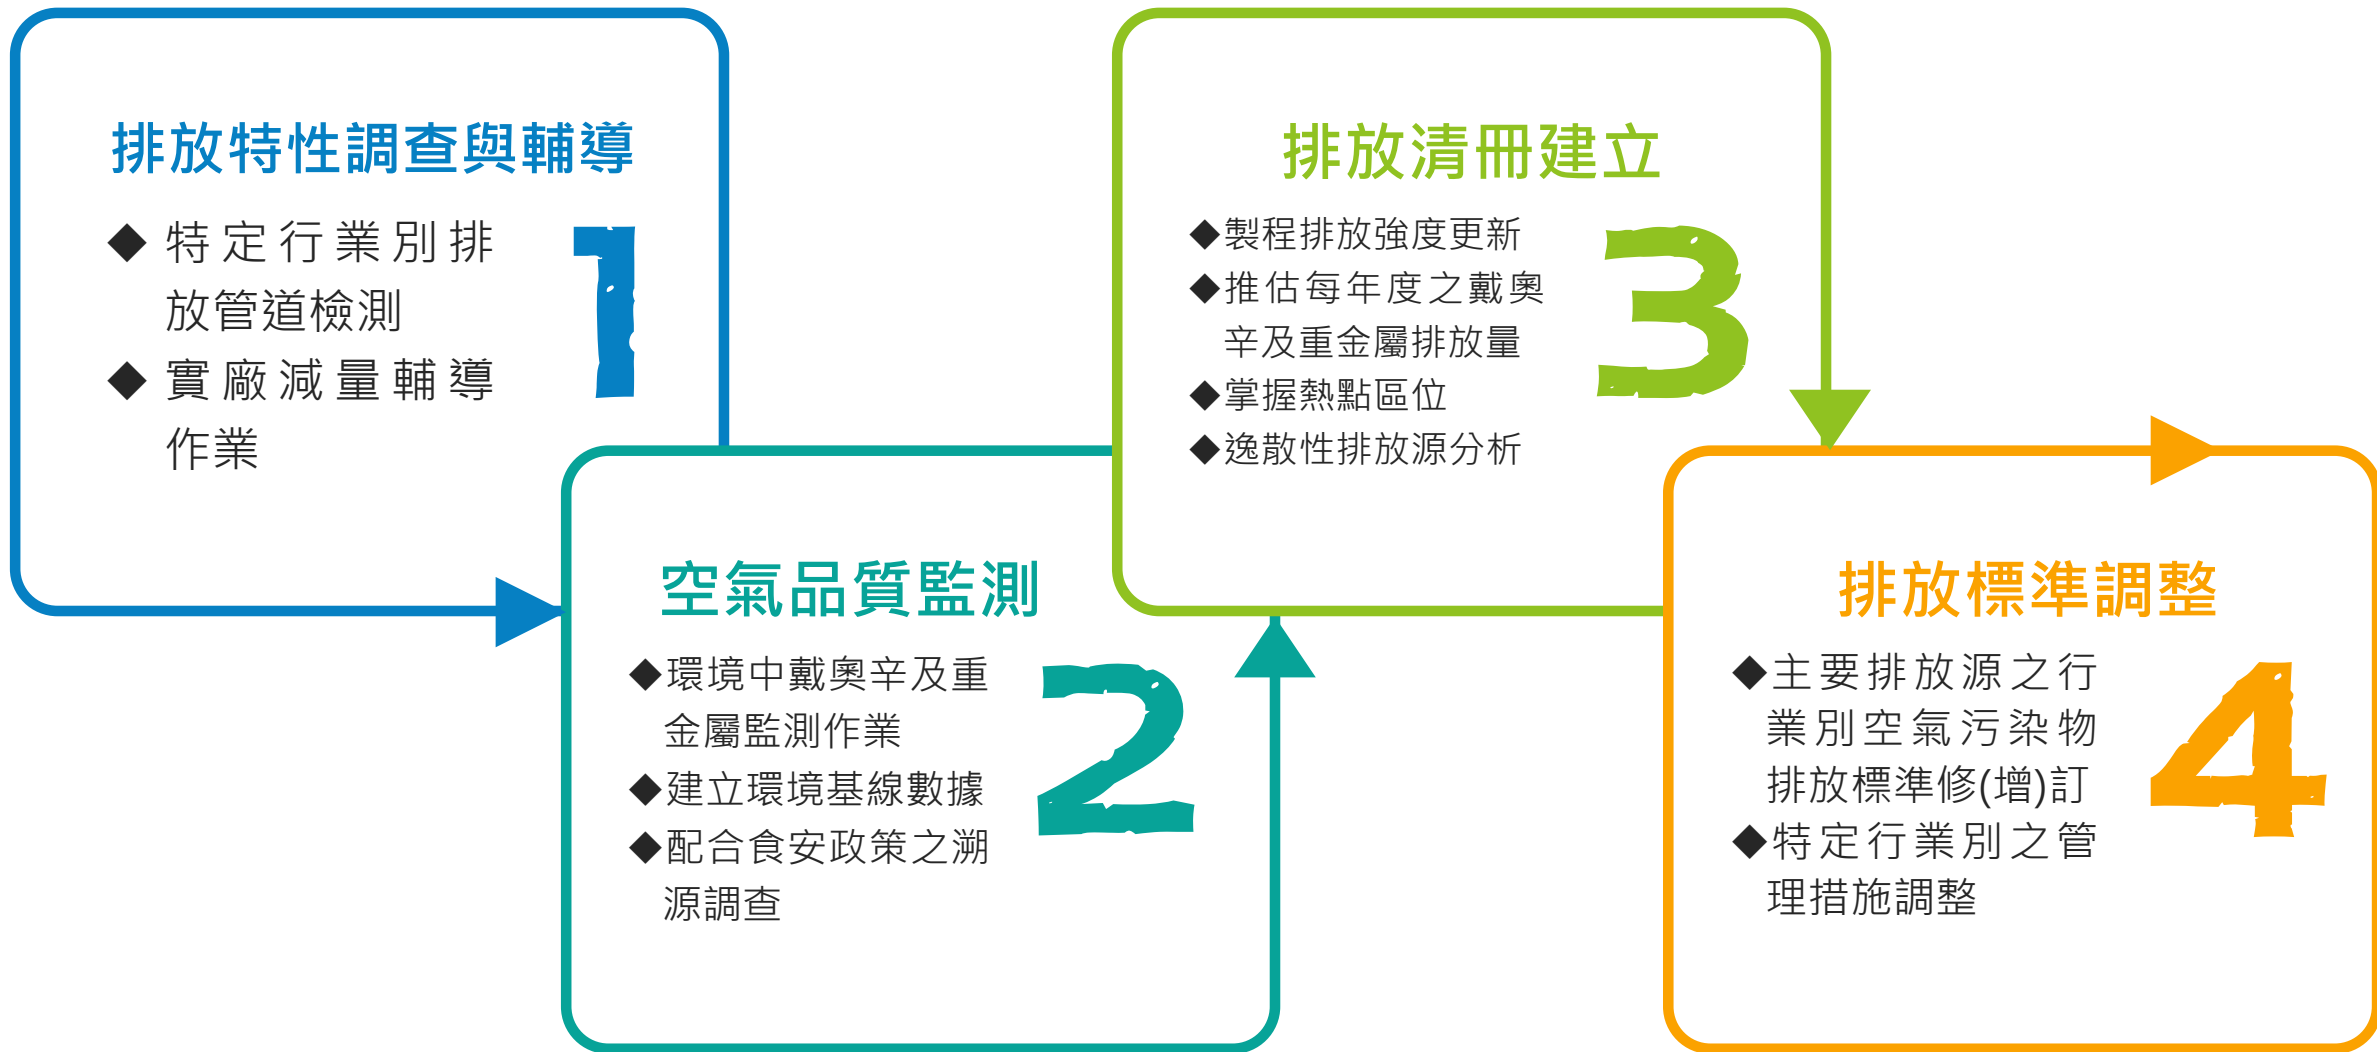 排放特性調查與輔導
◆ 特定行業別排
放管道檢測
◆ 實廠減量輔導
作業
1
空氣品質監測
◆環境中戴奧辛及重
金屬監測作業
◆建立環境基線數據
◆配合食安政策之溯
源調查
2
排放清冊建立
◆製程排放強度更新
◆推估每年度之戴奧
辛及重金屬排放量
◆掌握熱點區位
◆逸散性排放源分析
3
排放標準調整
◆主要排放源之行
業別空氣污染物
排放標準修(增)訂
◆特定行業別之管
理措施調整
4